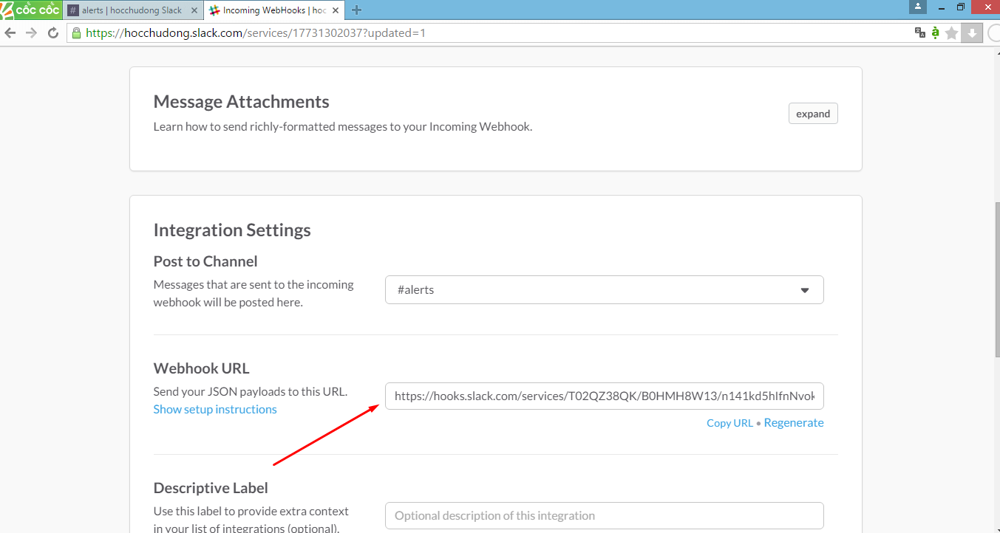 cốc cốc
alerts | hocchudong Slack
Incoming WebHooks | hoc
https://hocchudong.slack.com/services/17731302037?updated=1
Message Attachments
Learn how to send richly-formatted messages to your Incoming Webhook.
expand
Integration Settings
Post to Channel
Messages that are sent to the incoming
webhook will be posted here.
#alerts
Webhook URL
Send your JSON payloads to this URL.
Show setup instructions
https://hooks.slack.com/services/T02QZ38QK/B0HMH8W13/n141kd5hIfnNvok
Copy URL • Regenerate
Descriptive Label
Use this label to provide extra context
in your list of integrations (optional).
Optional description of this integration